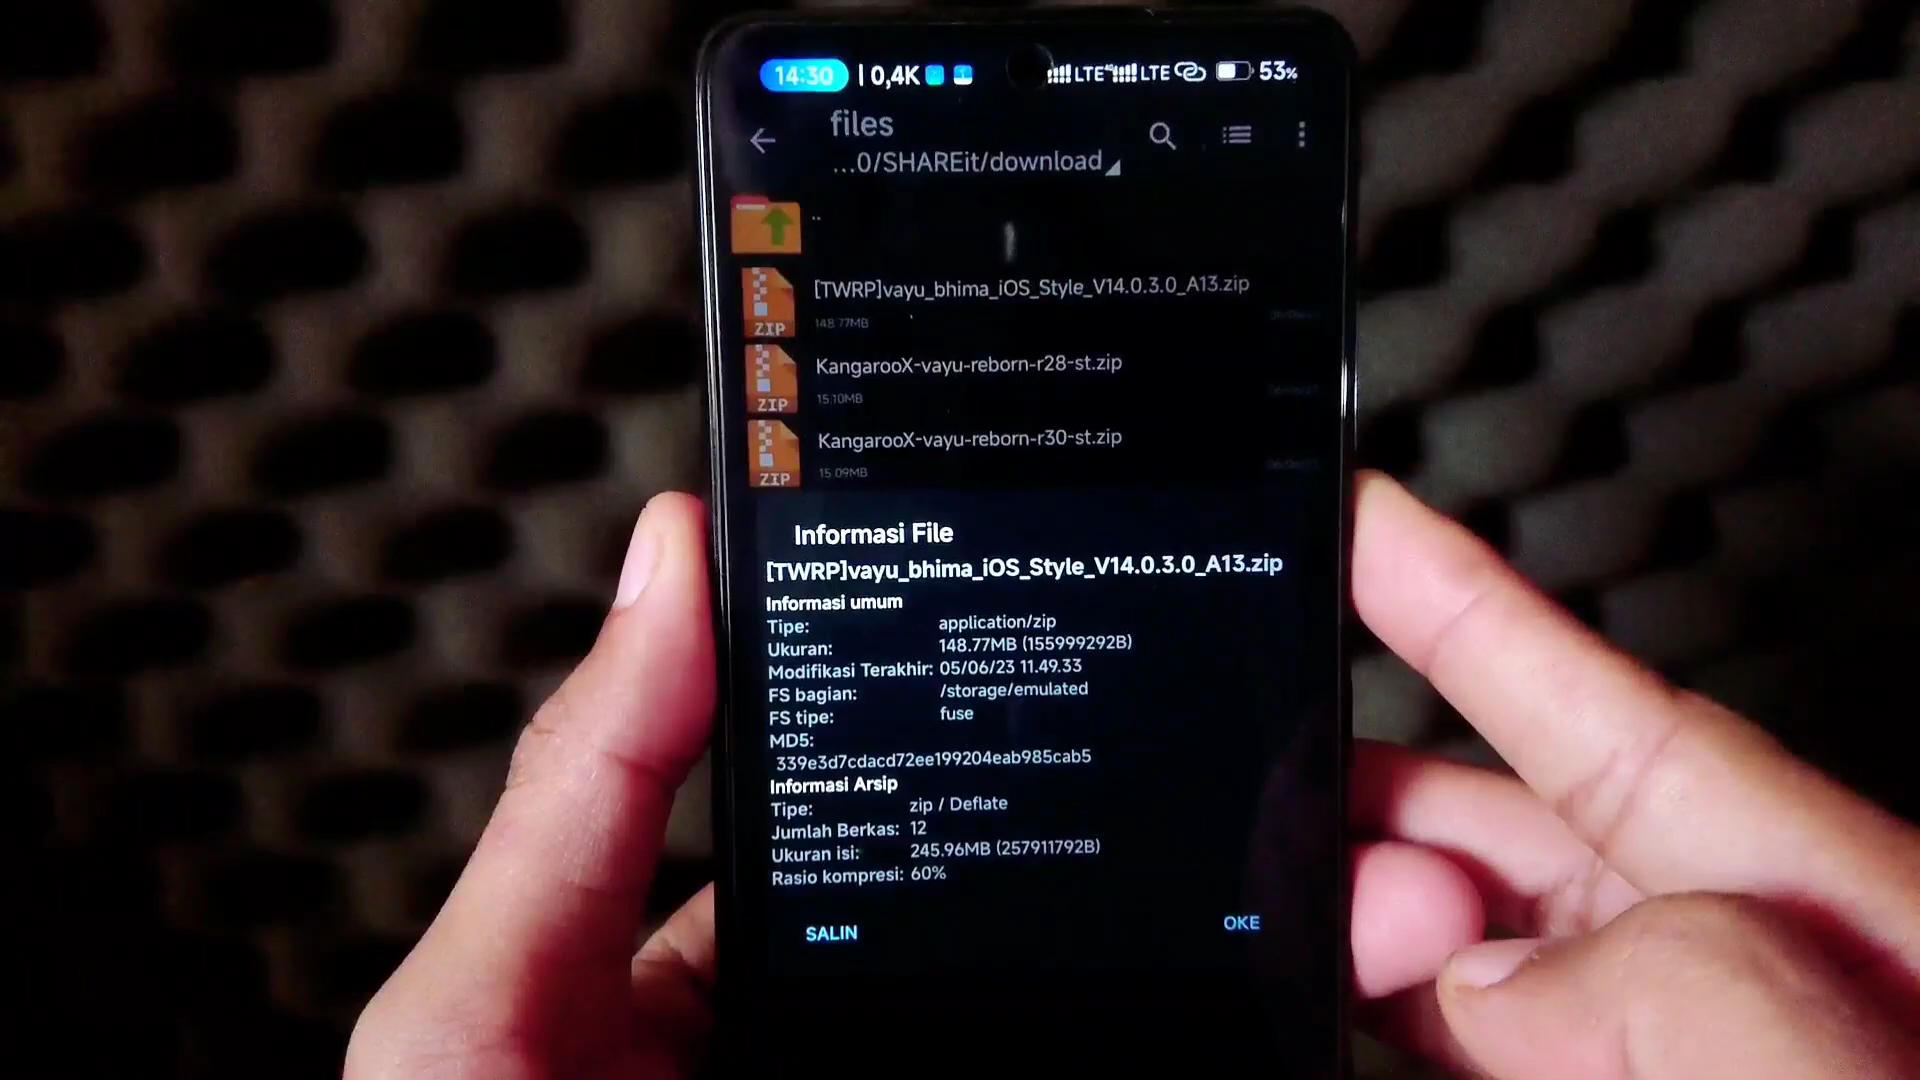 14:30 | 0,4K LTE 4G LTE 53%
files
...0/SHAREit/download
..
[TWRP]vayu_bhima_iOS_Style_V14.0.3.0_A13.zip
148.77MB
ZIP
KangarooX-vayu-reborn-r28-st.zip
15.10MB
ZIP
KangarooX-vayu-reborn-r30-st.zip
15.09MB
ZIP
Informasi File
[TWRP]vayu_bhima_iOS_Style_V14.0.3.0_A13.zip
Informasi umum
Tipe: application/zip
Ukuran: 148.77MB (155999292B)
Modifikasi Terakhir: 05/06/23 11.49.33
FS bagian: /storage/emulated
FS tipe: fuse
MD5:
339e3d7cdacd72ee199204eab985cab5
Informasi Arsip
Tipe: zip / Deflate
Jumlah Berkas: 12
Ukuran isi: 245.96MB (257911792B)
Rasio kompresi: 60%
SALIN OKE